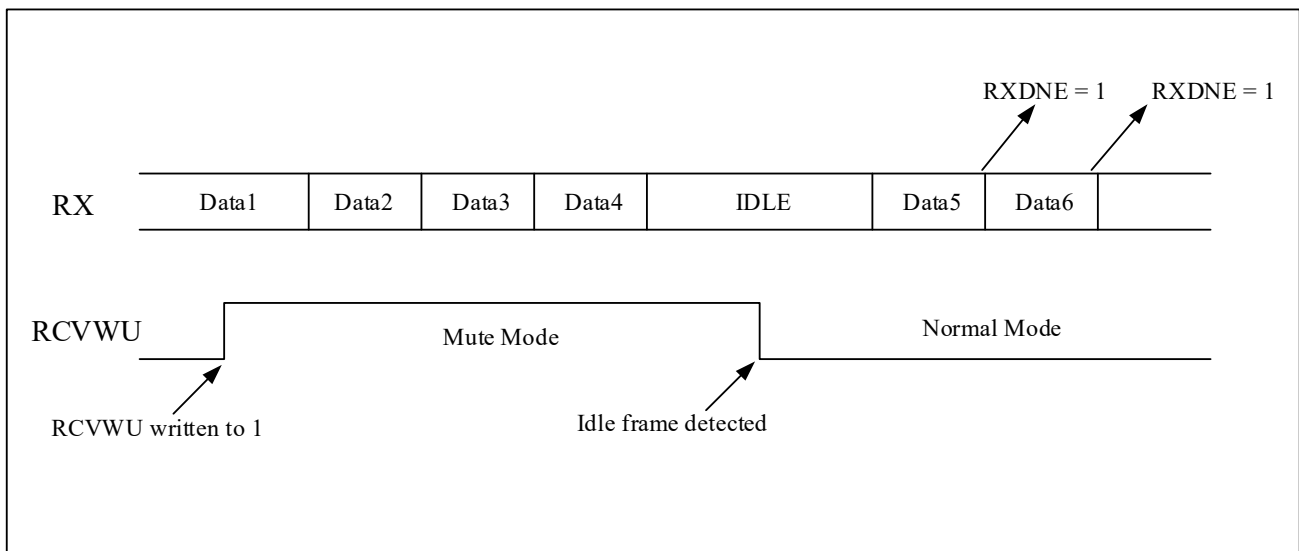 RXDNE = 1
RXDNE = 1
RX
Data1
Data2
Data3
Data4
IDLE
Data5
Data6
RCVWU
Mute Mode
Normal Mode
RCVWU written to 1
Idle frame detected